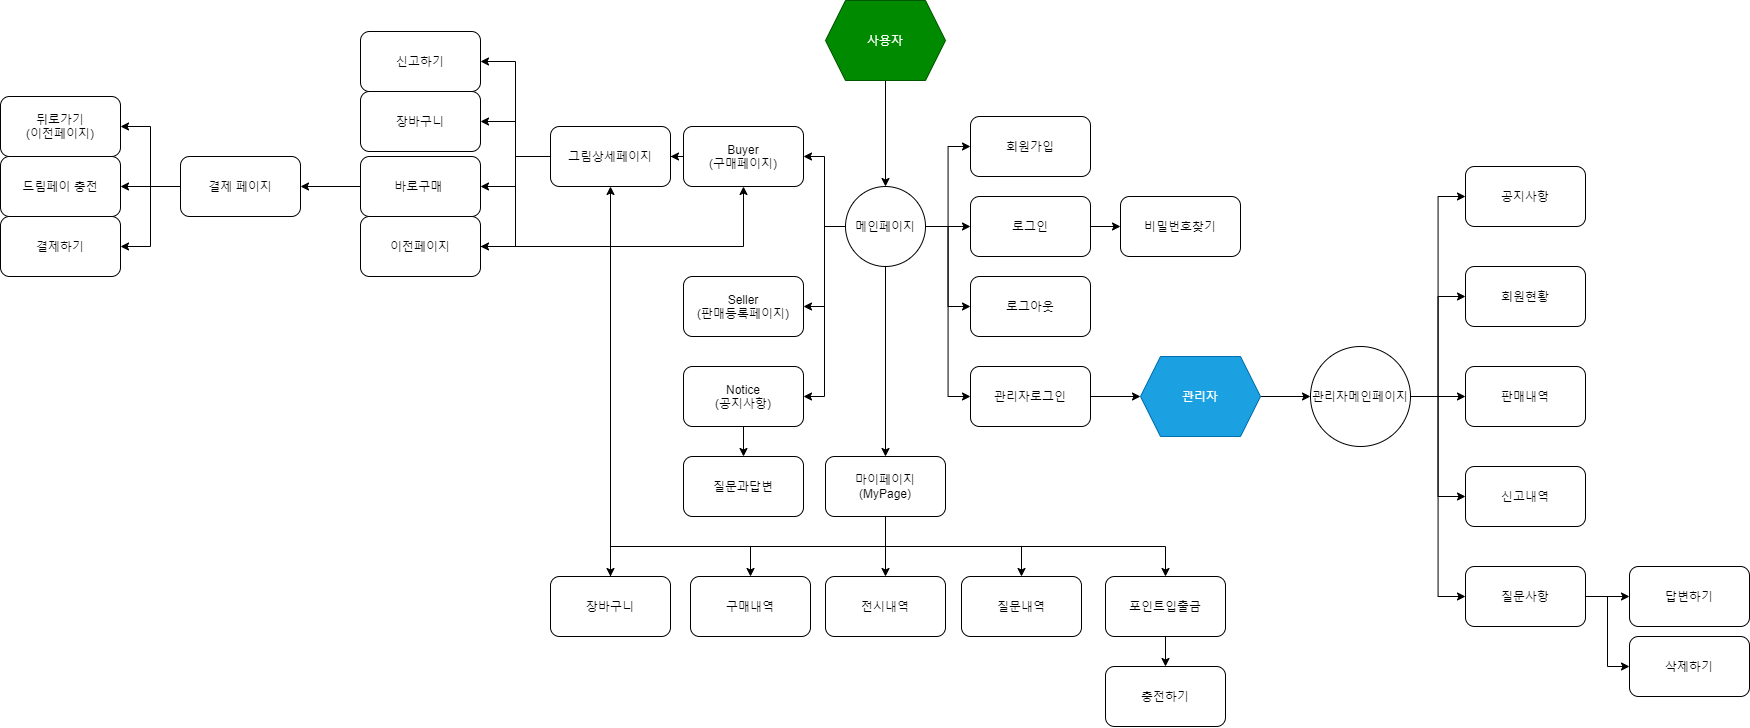 사용자
신고하기
뒤로가기
(이전페이지)
장바구니
드림페이 충전
결제 페이지
바로구매
결제하기
이전페이지
그림상세페이지
Buyer
(구매페이지)
메인페이지
회원가입
로그인
비밀번호찾기
로그아웃
Seller
(판매등록페이지)
Notice
(공지사항)
관리자로그인
관리자
관리자메인페이지
공지사항
회원현황
판매내역
신고내역
질문사항
답변하기
삭제하기
질문과답변
마이페이지
(MyPage)
장바구니
구매내역
전시내역
질문내역
포인트입출금
충전하기